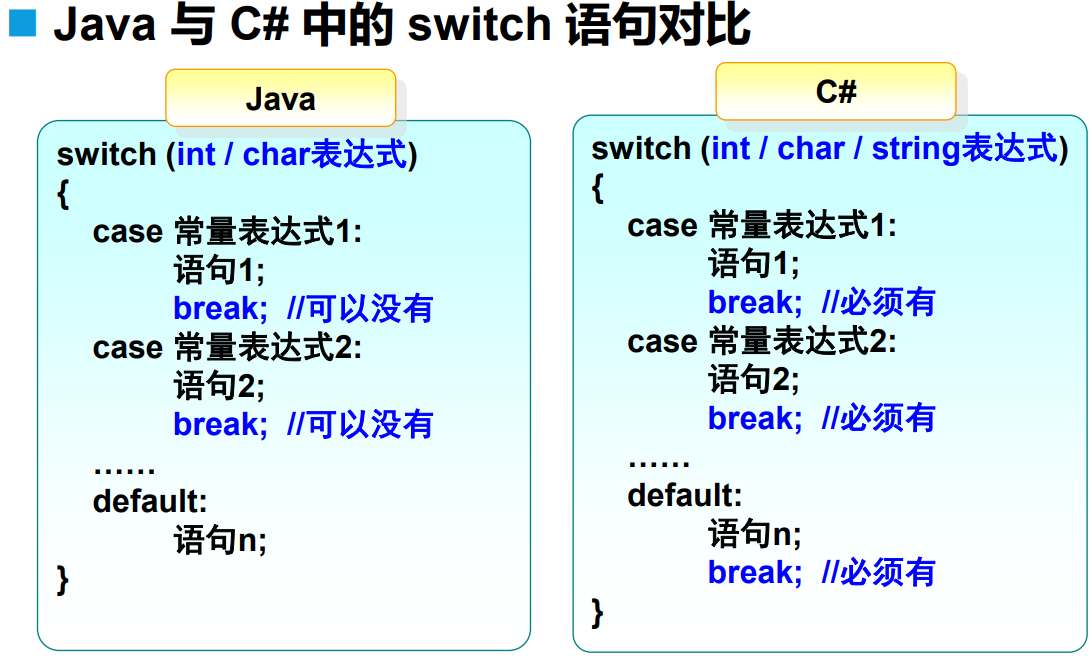 Java 与 C# 中的 switch 语句对比
Java
switch (int / char表达式)
{
case 常量表达式1:
语句1;
break; //可以没有
case 常量表达式2:
语句2;
break; //可以没有
……
default:
语句n;
}
C#
switch (int / char / string表达式)
{
case 常量表达式1:
语句1;
break; //必须有
case 常量表达式2:
语句2;
break; //必须有
……
default:
语句n;
break; //必须有
}